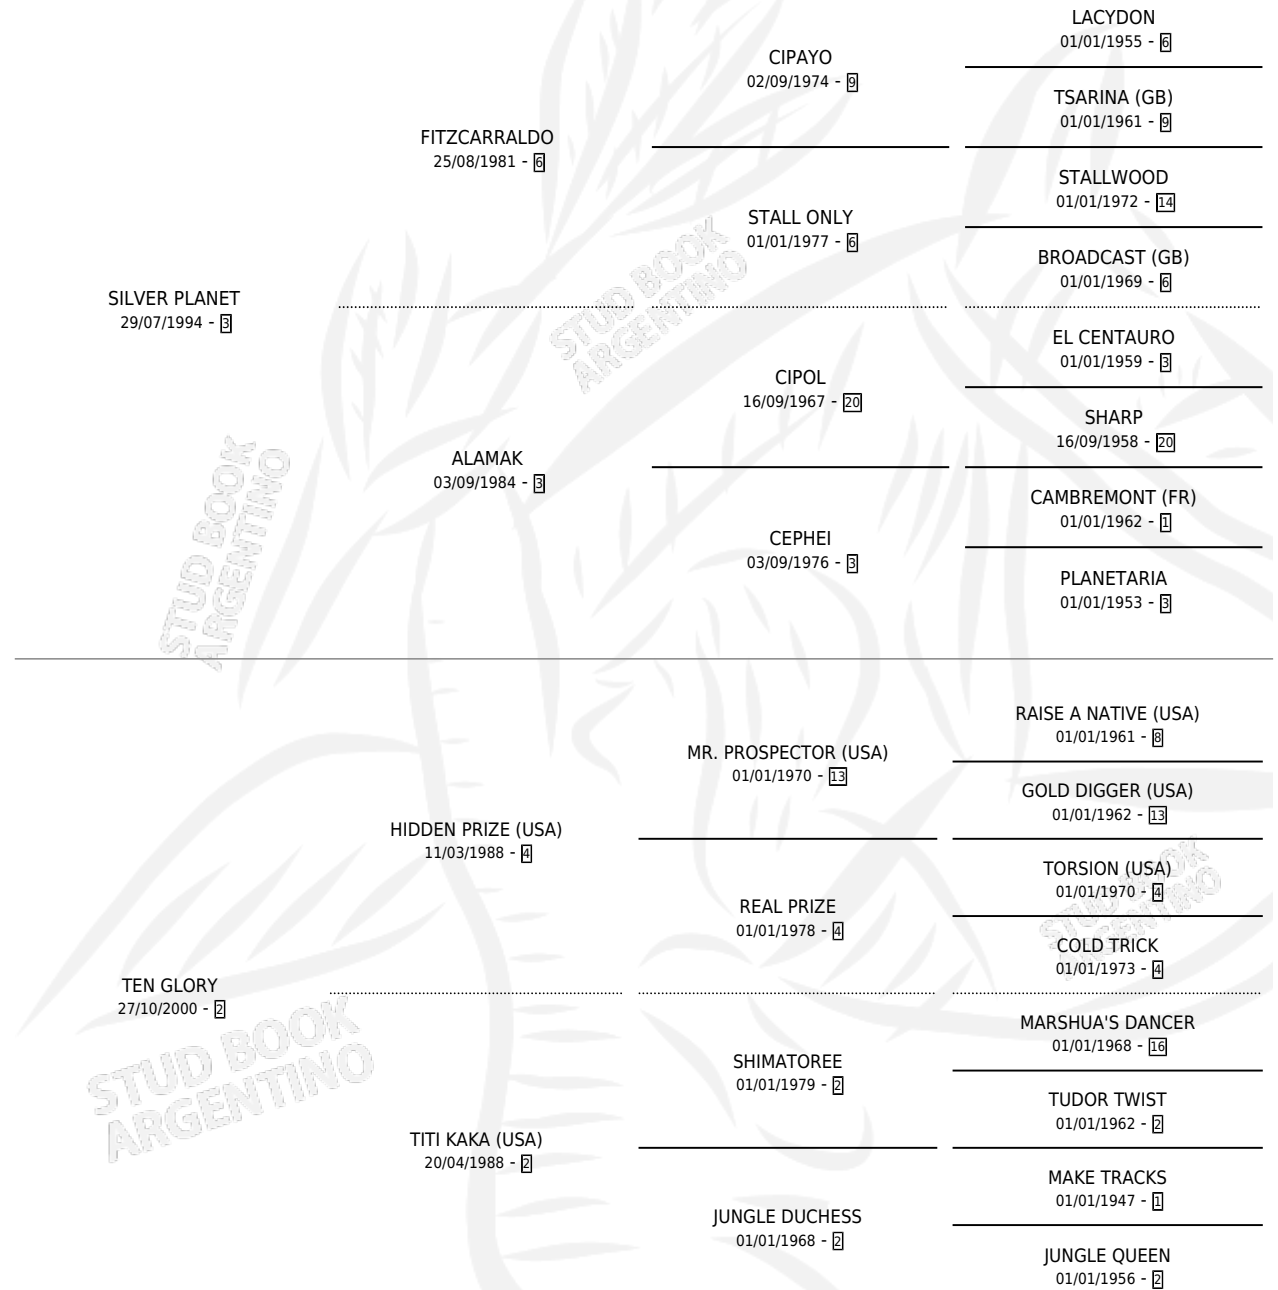 LACYDON
01/01/1955 - 6
CIPAYO
02/09/1974 - 9
TSARINA (GB)
01/01/1961 - 9
FITZCARRALDO
25/08/1981 - 6
STALLWOOD
01/01/1972 - 14
STALL ONLY
01/01/1977 - 6
BROADCAST (GB)
01/01/1969 - 6
SILVER PLANET
29/07/1994 - 3
EL CENTAURO
01/01/1959 - 3
CIPOL
16/09/1967 - 20
SHARP
16/09/1958 - 20
ALAMAK
03/09/1984 - 3
CAMBREMONT (FR)
01/01/1962 - 1
CEPHEI
03/09/1976 - 3
PLANETARIA
01/01/1953 - 3
STUD BOOK
ARGENTINO
STUD BOOK
ARGENTINO
RAISE A NATIVE (USA)
01/01/1961 - 8
MR. PROSPECTOR (USA)
01/01/1970 - 13
GOLD DIGGER (USA)
01/01/1962 - 13
HIDDEN PRIZE (USA)
11/03/1988 - 4
TORSION (USA)
01/01/1970 - 4
REAL PRIZE
01/01/1978 - 4
COLD TRICK
01/01/1973 - 4
TEN GLORY
27/10/2000 - 2
MARSHUA'S DANCER
01/01/1968 - 16
SHIMATOREE
01/01/1979 - 2
TUDOR TWIST
01/01/1962 - 2
TITI KAKA (USA)
20/04/1988 - 2
MAKE TRACKS
01/01/1947 - 1
JUNGLE DUCHESS
01/01/1968 - 2
JUNGLE QUEEN
01/01/1956 - 2
STUD BOOK
ARGENTINO
STUD BOOK
ARGENTINO